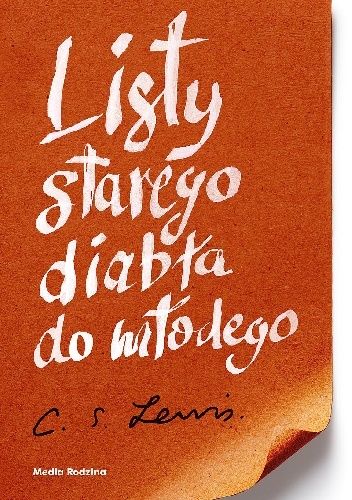 Listy
starego
diabła
do młodego
C. S. Lewis.
Media Rodzina